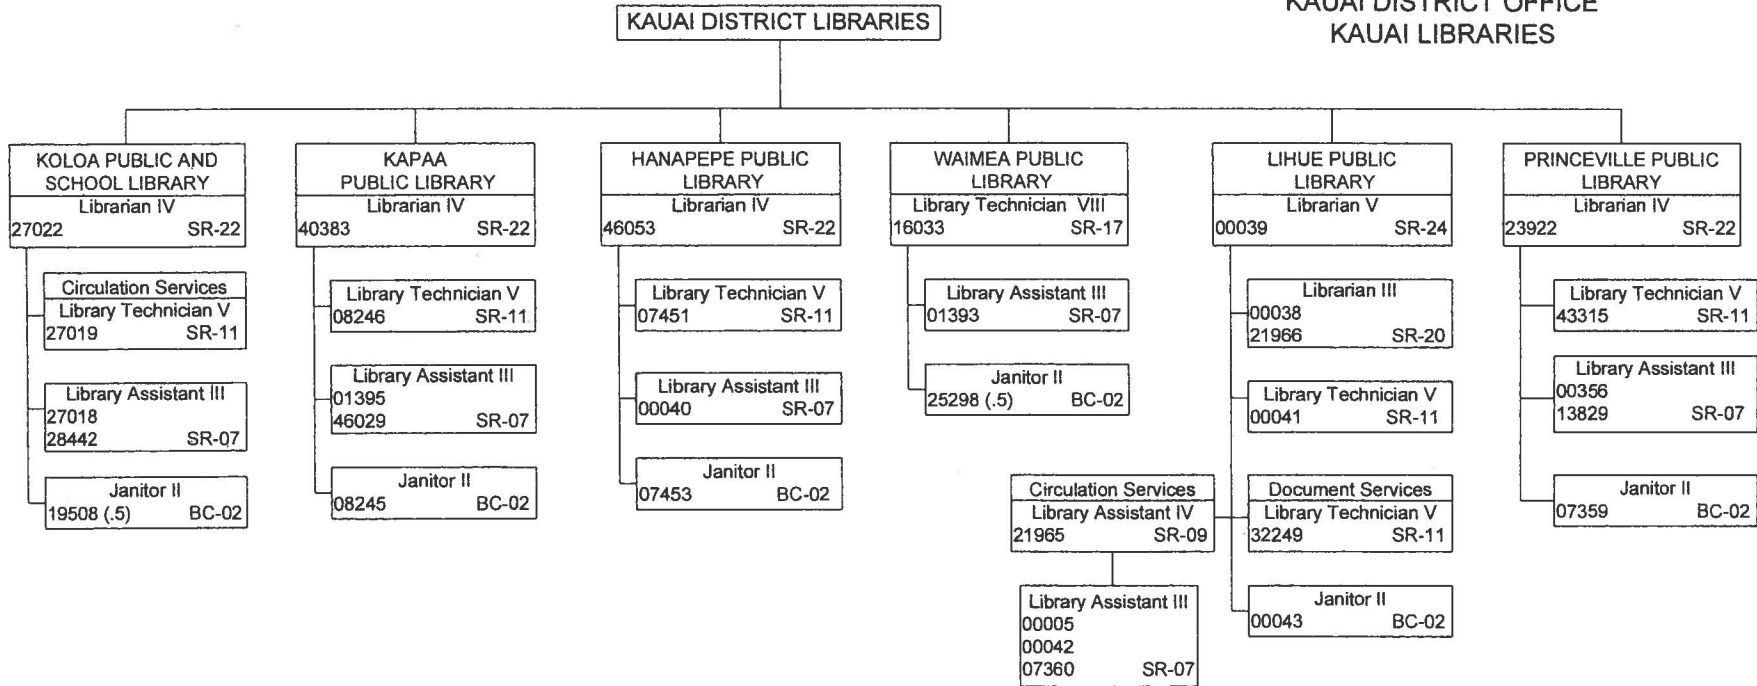 KAUAI DISTRICT OFFICE
KAUAI LIBRARIES
KAUAI DISTRICT LIBRARIES
KOLOA PUBLIC AND
SCHOOL LIBRARY
Librarian IV
27022 SR-22
Circulation Services
Library Technician V
27019 SR-11
Library Assistant III
27018
28442 SR-07
Janitor II
19508 (.5) BC-02
KAPAA
PUBLIC LIBRARY
Librarian IV
40383 SR-22
Library Technician V
08246 SR-11
Library Assistant III
01395
46029 SR-07
Janitor II
08245 BC-02
HANAPEPE PUBLIC
LIBRARY
Librarian IV
46053 SR-22
Library Technician V
07451 SR-11
Library Assistant III
00040 SR-07
Janitor II
07453 BC-02
WAIMEA PUBLIC
LIBRARY
Library Technician VIII
16033 SR-17
Library Assistant III
01393 SR-07
Janitor II
25298 (.5) BC-02
LIHUE PUBLIC
LIBRARY
Librarian V
00039 SR-24
Librarian III
00038
21966 SR-20
Library Technician V
00041 SR-11
Circulation Services
Library Assistant IV
21965 SR-09
Library Assistant III
00005
00042
07360 SR-07
Document Services
Library Technician V
32249 SR-11
Janitor II
00043 BC-02
PRINCEVILLE PUBLIC
LIBRARY
Librarian IV
23922 SR-22
Library Technician V
43315 SR-11
Library Assistant III
00356
13829 SR-07
Janitor II
07359 BC-02